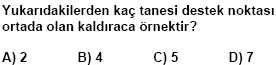 Yukarıdakilerden kaç tanesi destek noktası
ortada olan kaldıraca örnektir?
A) 2 B) 4 C) 5 D) 7